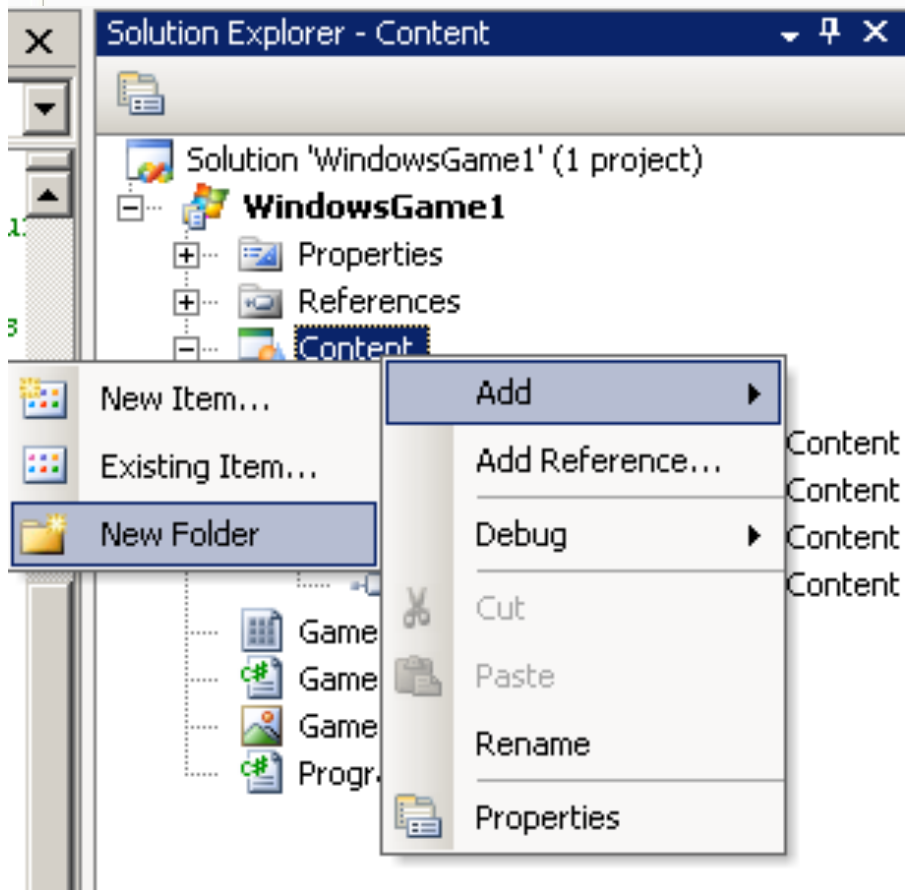 Solution Explorer - Content
Solution 'WindowsGame1' (1 project)
WindowsGame1
Properties
References
Content
New Item...
Existing Item...
New Folder
Add
Add Reference...
Debug
Cut
Paste
Rename
Properties
Content
Content
Content
Content
Game
Game
Game
Progr